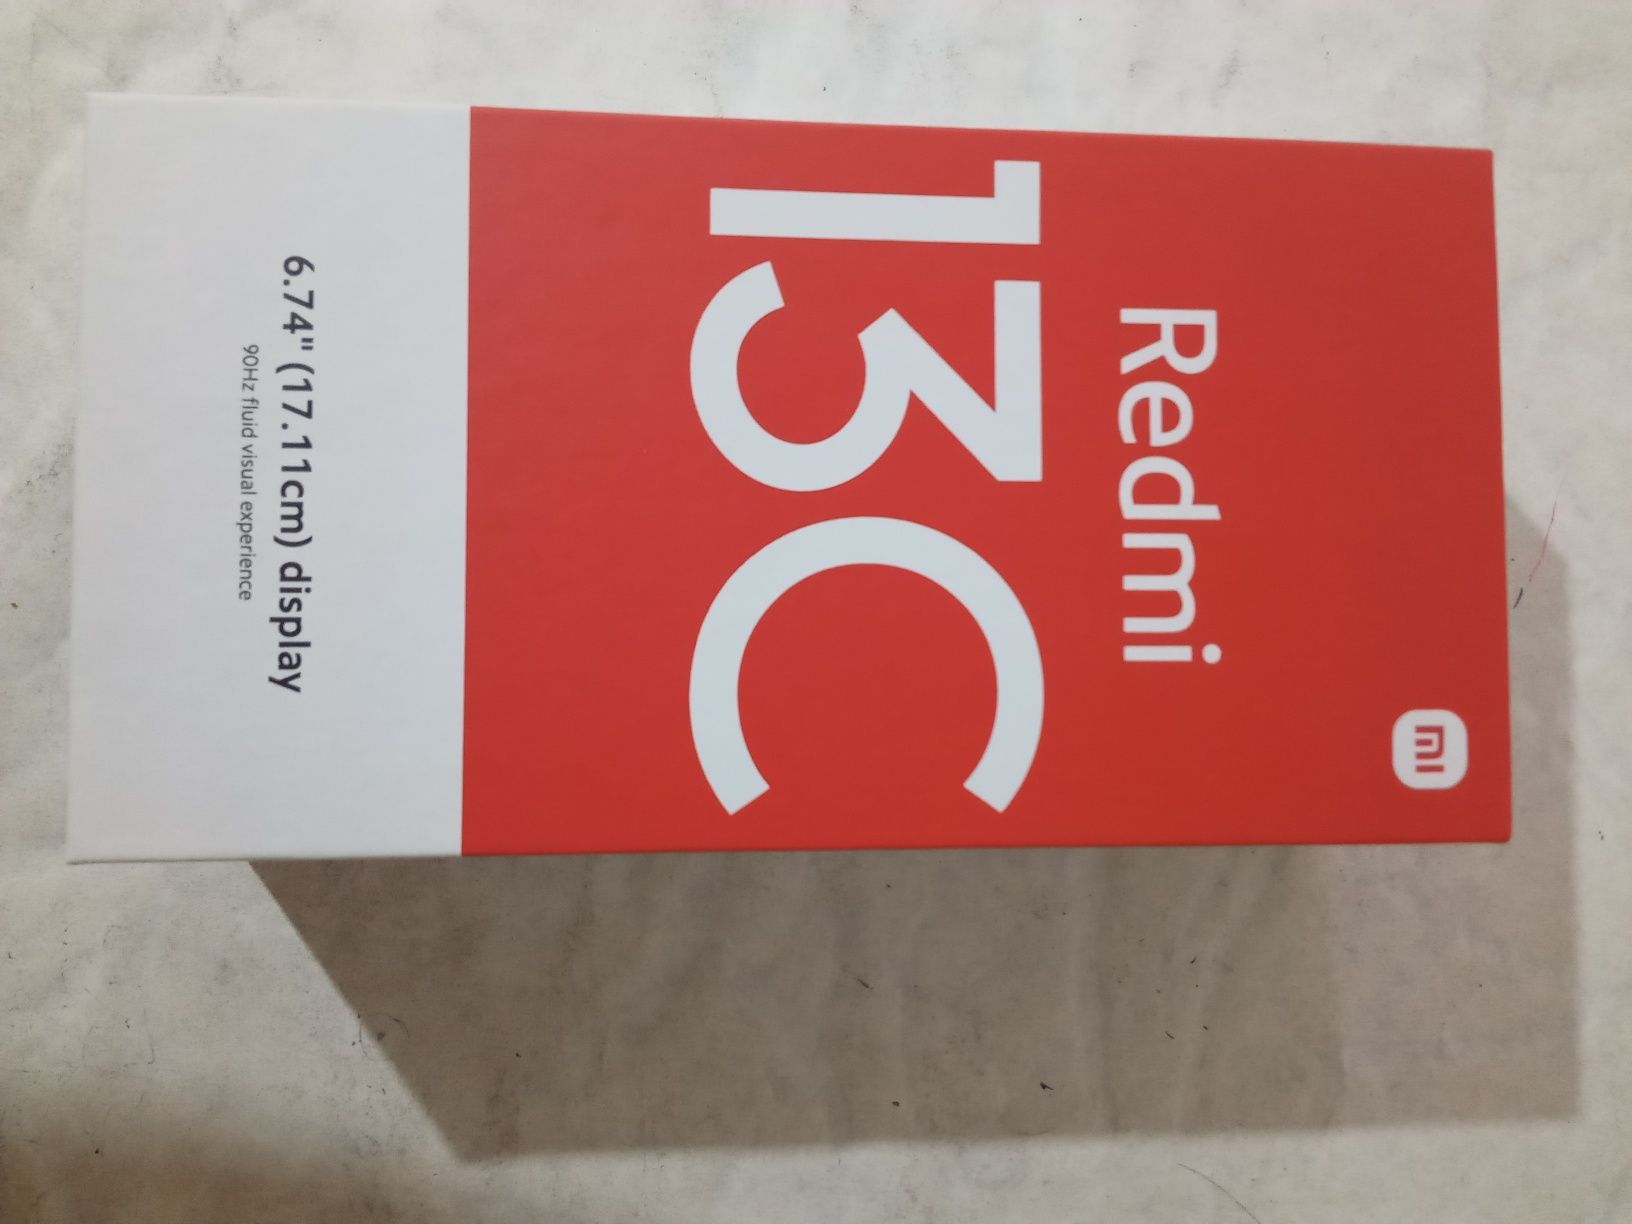 mi
Redmi
13C
6.74" (17.11cm) display
90Hz fluid visual experience